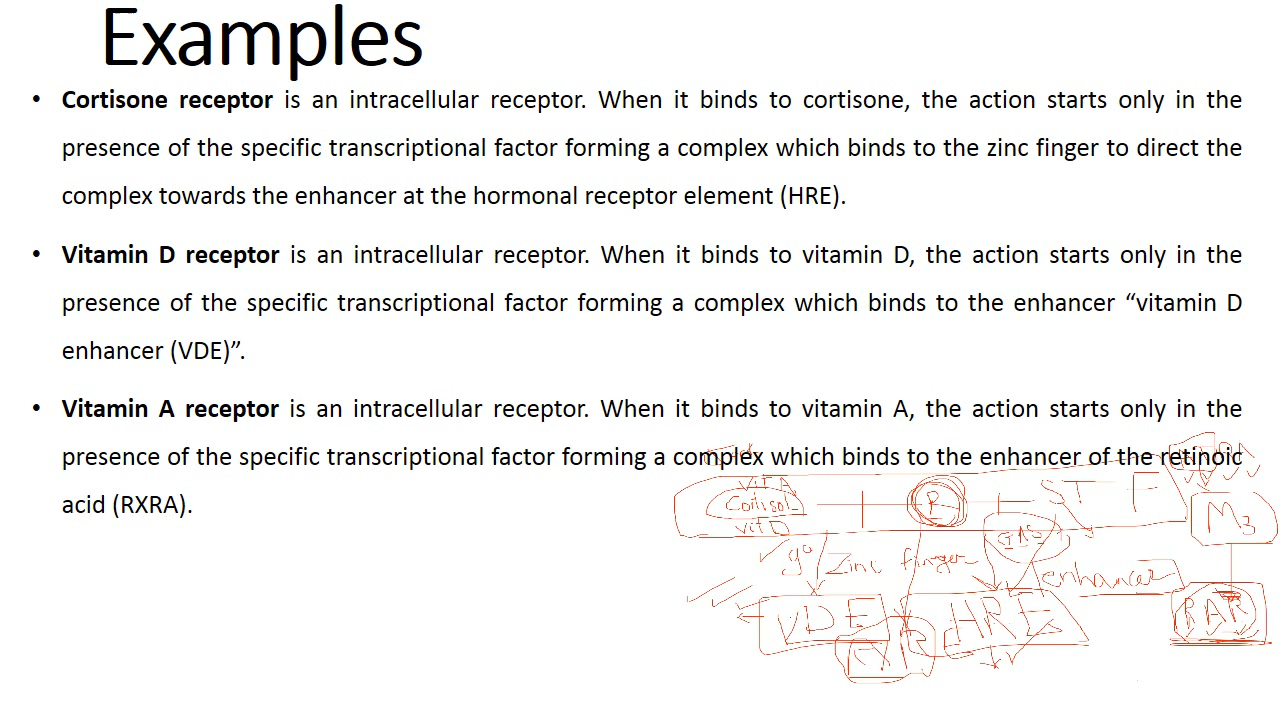 Examples
• Cortisone receptor is an intracellular receptor. When it binds to cortisone, the action starts only in the
presence of the specific transcriptional factor forming a complex which binds to the zinc finger to direct the
complex towards the enhancer at the hormonal receptor element (HRE).
• Vitamin D receptor is an intracellular receptor. When it binds to vitamin D, the action starts only in the
presence of the specific transcriptional factor forming a complex which binds to the enhancer “vitamin D
enhancer (VDE)”.
• Vitamin A receptor is an intracellular receptor. When it binds to vitamin A, the action starts only in the
presence of the specific transcriptional factor forming a complex which binds to the enhancer of the retinoic
acid (RXRA).
Vit A
Cortisol R STF M3
Vit D
Zinc finger enhancer
VDE HRE RAR